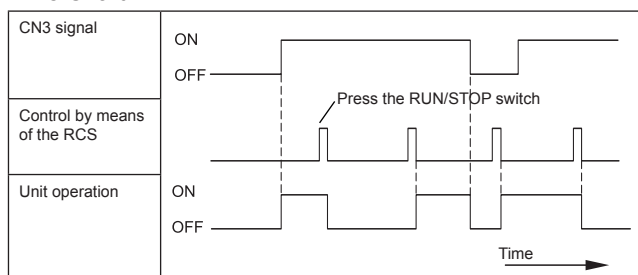 CN3 signal
ON
OFF
Press the RUN/STOP switch
Control by means
of the RCS
Unit operation
ON
OFF
Time